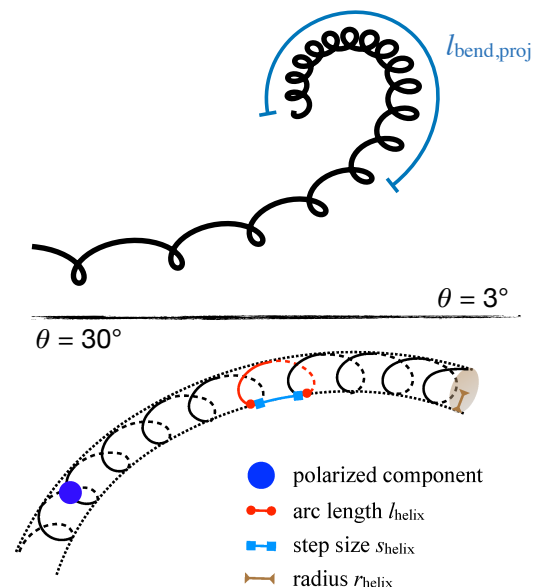 l_bend,proj
θ = 3°
θ = 30°
polarized component
arc length l_helix
step size s_helix
radius r_helix